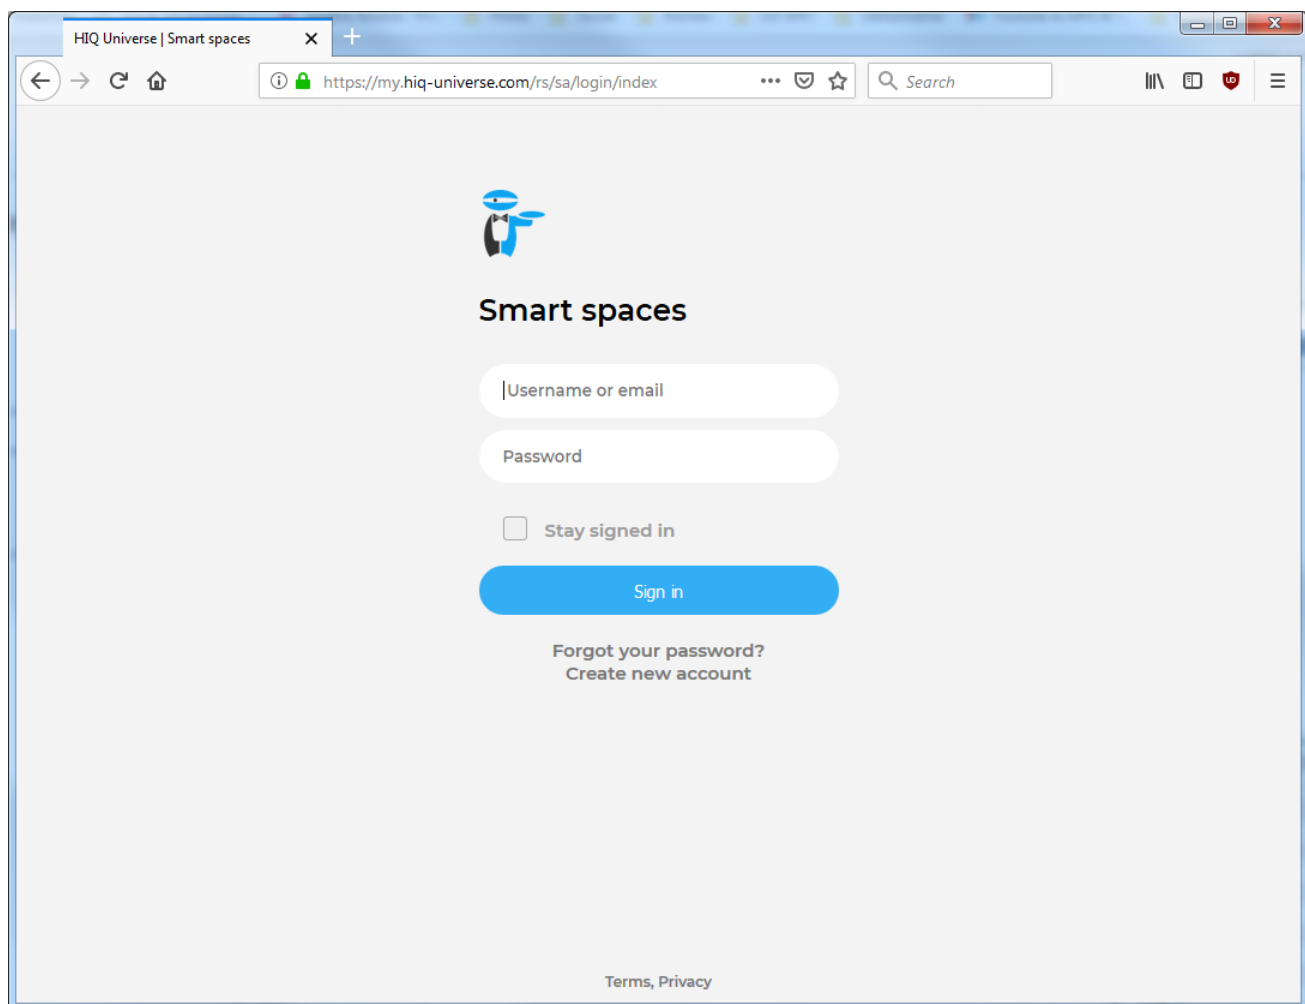 HIQ Universe | Smart spaces
https://my.hiq-universe.com/rs/sa/login/index
Search
Smart spaces
Username or email
Password
Stay signed in
Sign in
Forgot your password?
Create new account
Terms, Privacy